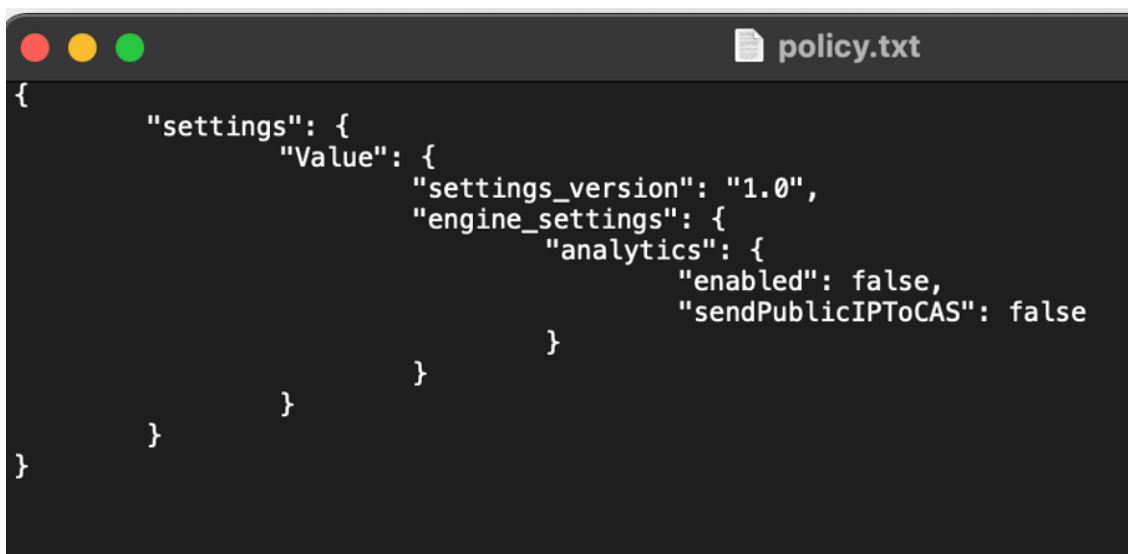 policy.txt
{
"settings": {
"Value": {
"settings_version": "1.0",
"engine_settings": {
"analytics": {
"enabled": false,
"sendPublicIPToCAS": false
}
}
}
}
}